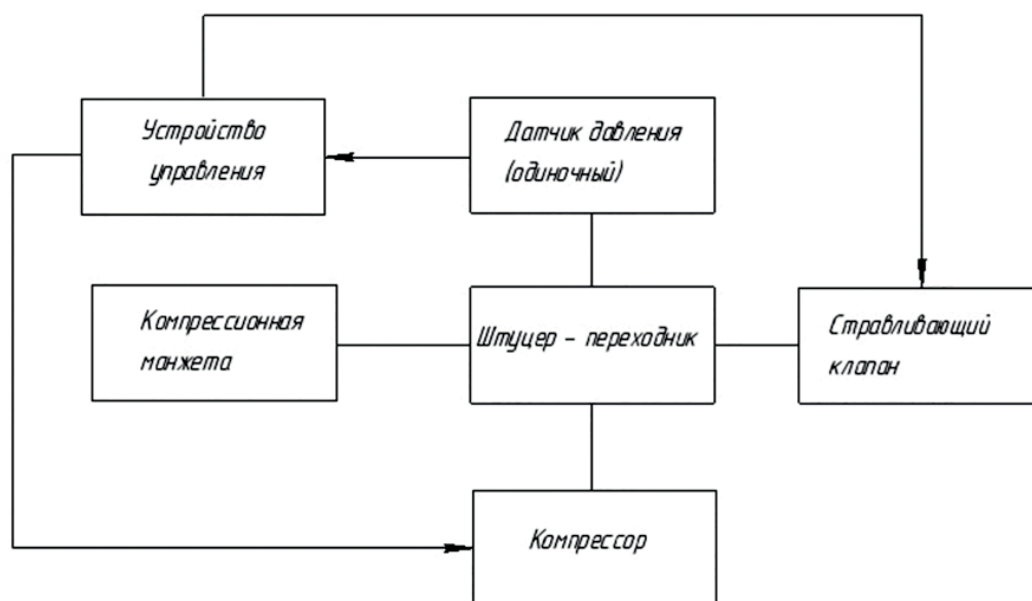 Устройство
управления
Датчик давления
(одиночный)
Компрессионная
манжета
Штуцер - переходник
Стравливающий
клапан
Компрессор